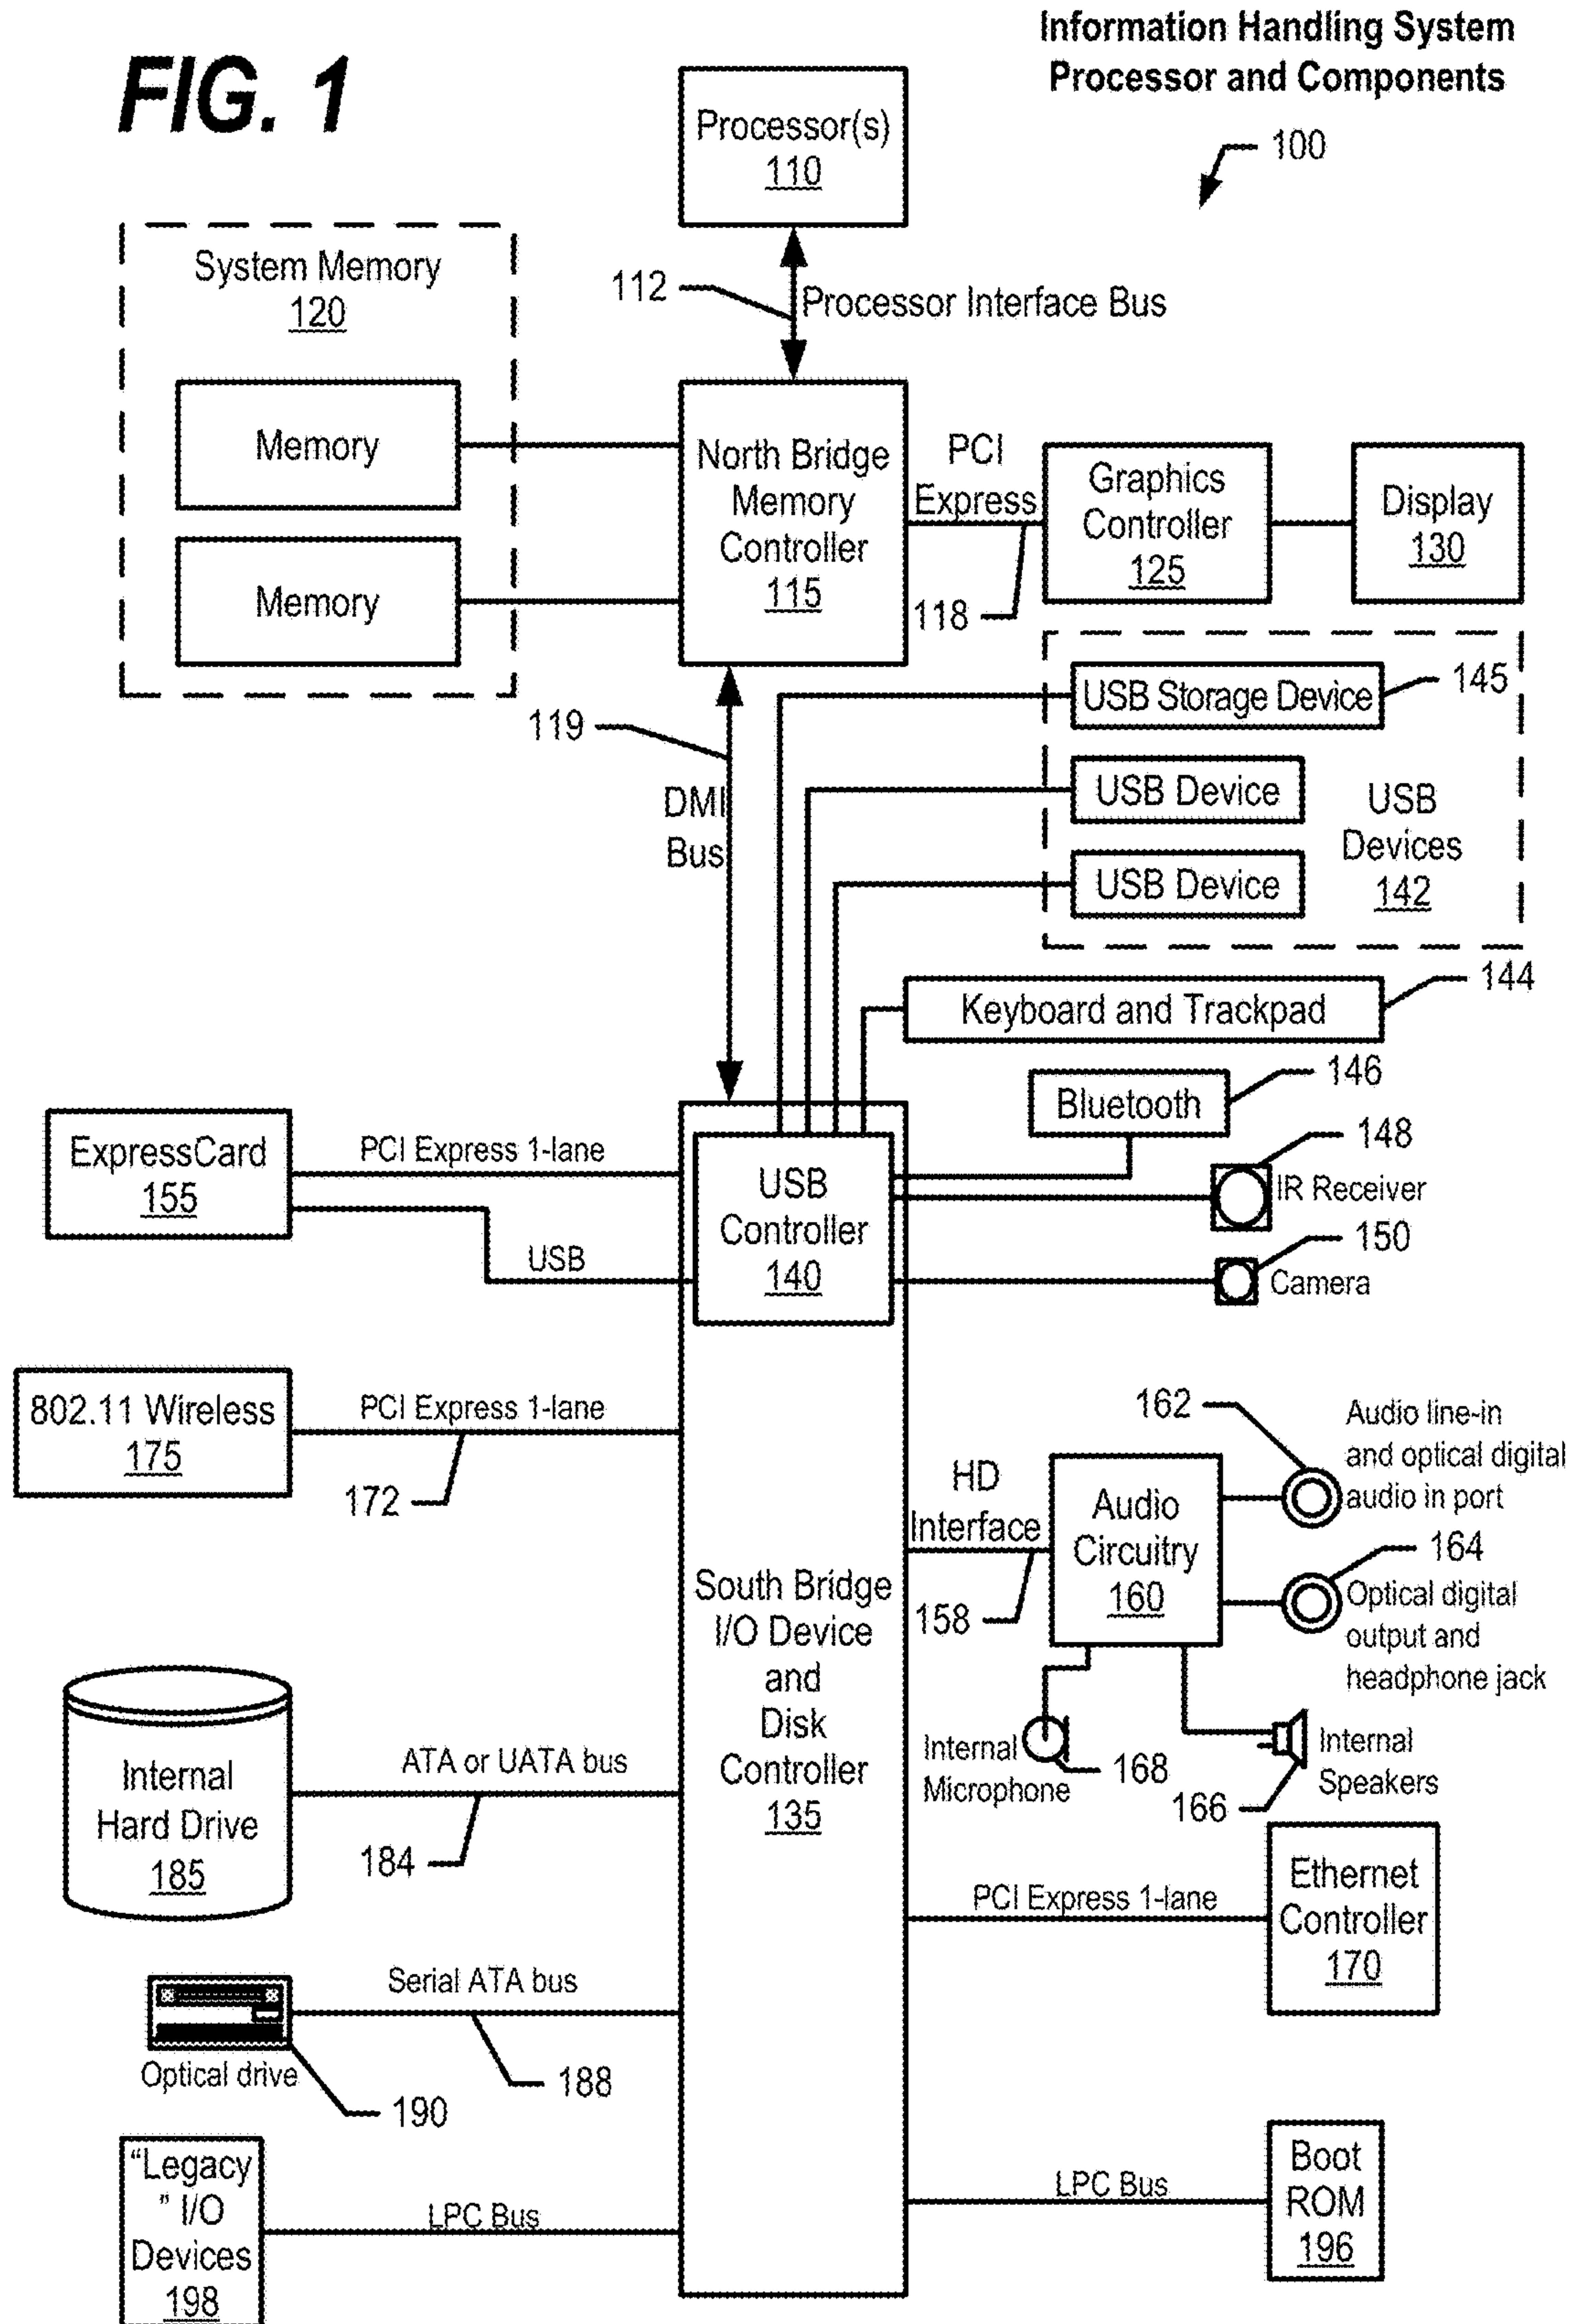 FIG. 1
Information Handling System
Processor and Components
100
Processor(s)
110
System Memory
120
112
Processor Interface Bus
Memory
Memory
North Bridge
Memory
Controller
115
PCI
Express
118
Graphics
Controller
125
Display
130
119
DMI
Bus
USB Storage Device
145
USB Device
USB Device
USB
Devices
142
Keyboard and Trackpad
144
Bluetooth
146
148
IR Receiver
150
Camera
ExpressCard
155
PCI Express 1-lane
USB
USB
Controller
140
802.11 Wireless
175
PCI Express 1-lane
172
162
Audio line-in
and optical digital
audio in port
HD
Interface
158
Audio
Circuitry
160
164
Optical digital
output and
headphone jack
South Bridge
I/O Device
and
Disk
Controller
135
Internal
Microphone
168
166
Internal
Speakers
Internal
Hard Drive
185
ATA or UATA bus
184
PCI Express 1-lane
Ethernet
Controller
170
Serial ATA bus
188
Optical drive
190
"Legacy
" I/O
Devices
198
LPC Bus
LPC Bus
Boot
ROM
196